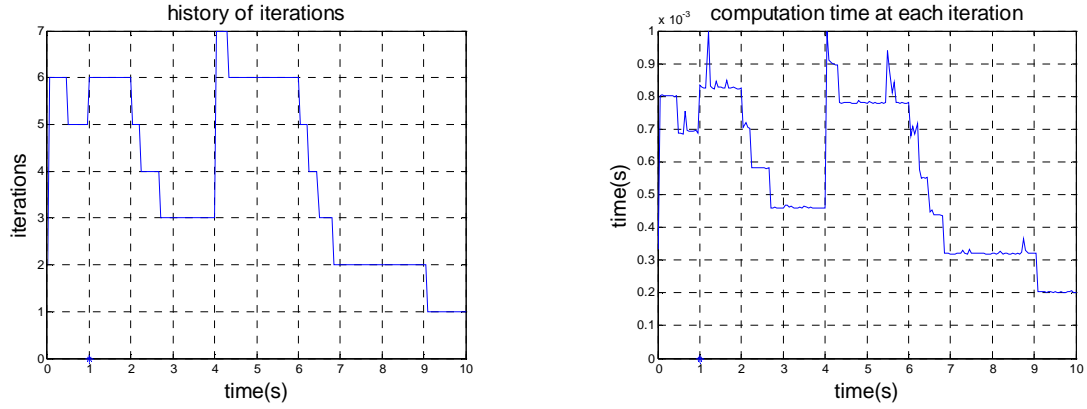 history of iterations
7
6
5
4
3
2
1
0
iterations
0 1 2 3 4 5 6 7 8 9 10
time(s)
computation time at each iteration
x 10⁻³
1
0.9
0.8
0.7
0.6
0.5
0.4
0.3
0.2
0.1
0
time(s)
0 1 2 3 4 5 6 7 8 9 10
time(s)